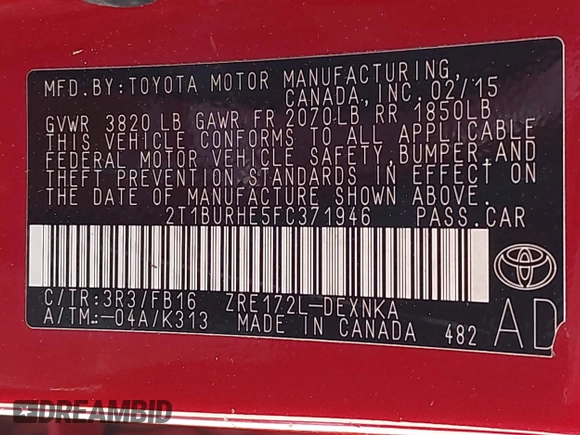 MFD.BY:TOYOTA MOTOR MANUFACTURING,
CANADA,INC. 02/15
GVWR 3820 LB GAWR FR 2070LB RR 1850LB
THIS VEHICLE CONFORMS TO ALL APPLICABLE
FEDERAL MOTOR VEHICLE SAFETY,BUMPER,AND
THEFT PREVENTION STANDARDS IN EFFECT ON
THE DATE OF MANUFACTURE SHOWN ABOVE.
2T1BURHE5FC371946 PASS.CAR
C/TR:3R3/FB16 ZRE172L-DEXNKA
A/TM:-04A/K313 MADE IN CANADA 482
AD
DREAMBID